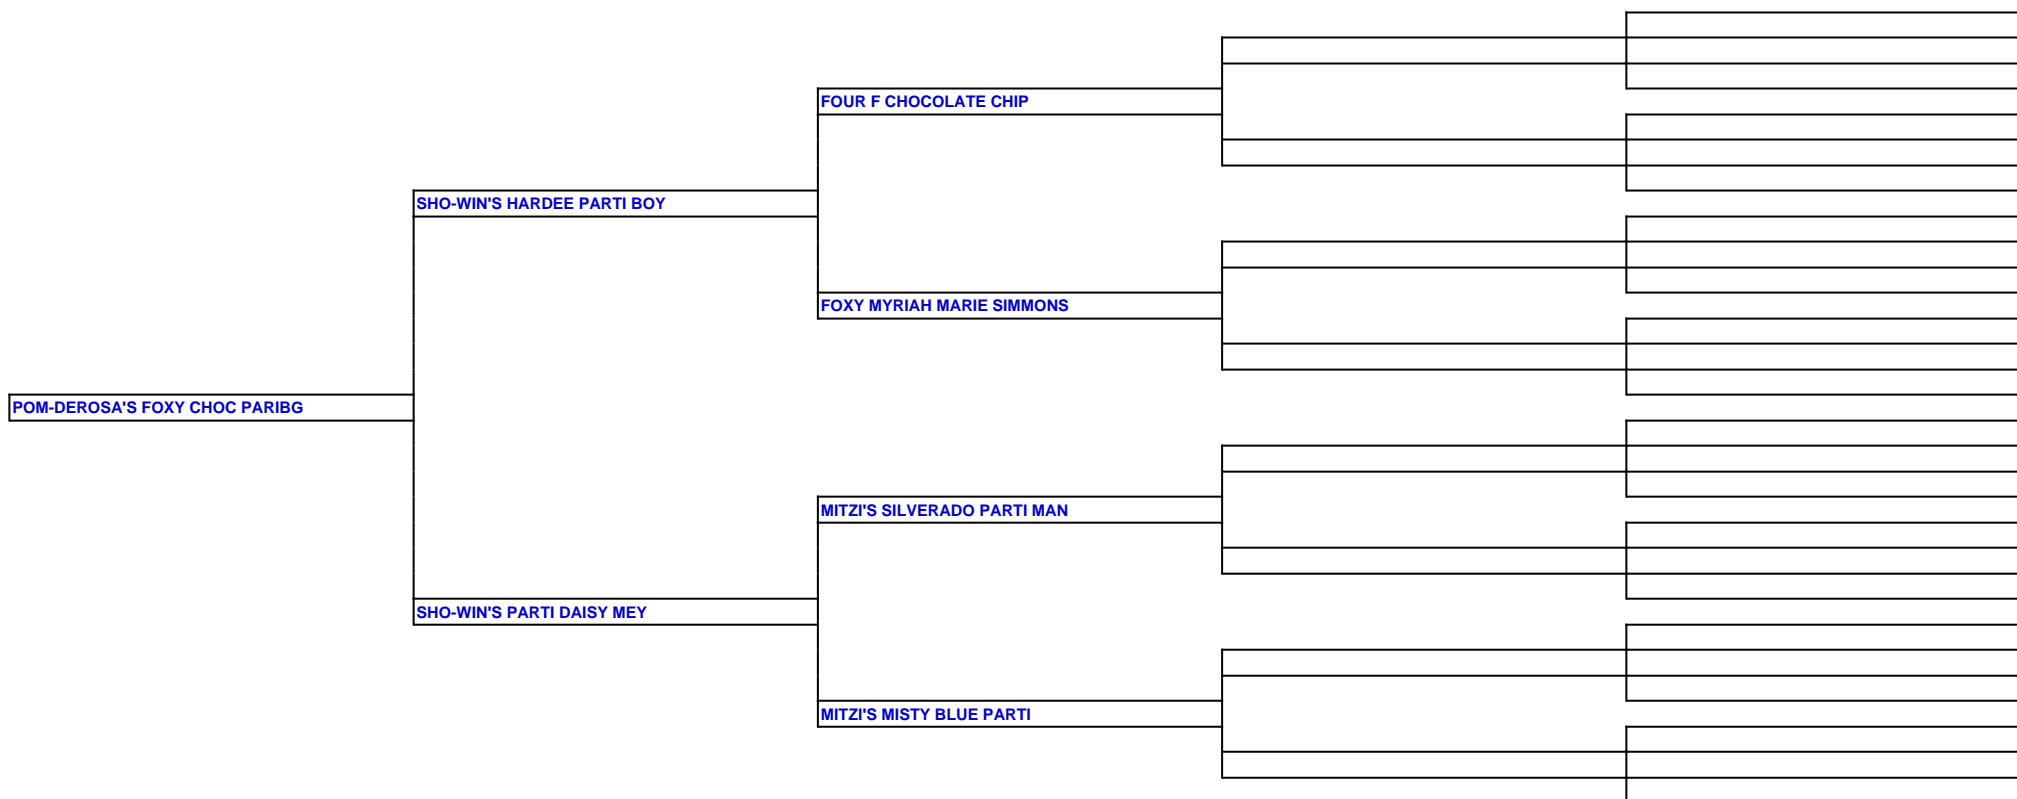 FOUR F CHOCOLATE CHIP
SHO-WIN'S HARDEE PARTI BOY
FOXY MYRIAH MARIE SIMMONS
POM-DEROSA'S FOXY CHOC PARIBG
MITZI'S SILVERADO PARTI MAN
SHO-WIN'S PARTI DAISY MEY
MITZI'S MISTY BLUE PARTI